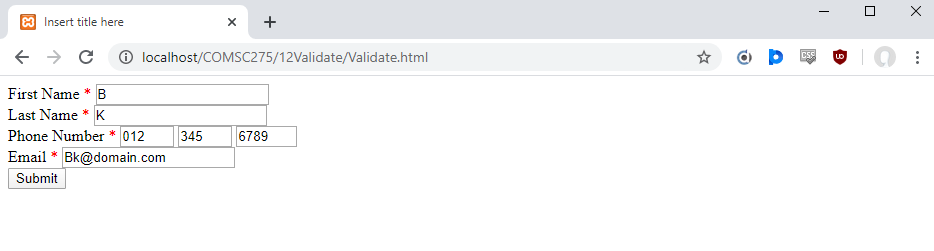 Insert title here
localhost/COMSC275/12Validate/Validate.html
First Name * B
Last Name * K
Phone Number * 012 345 6789
Email * Bk@domain.com
Submit